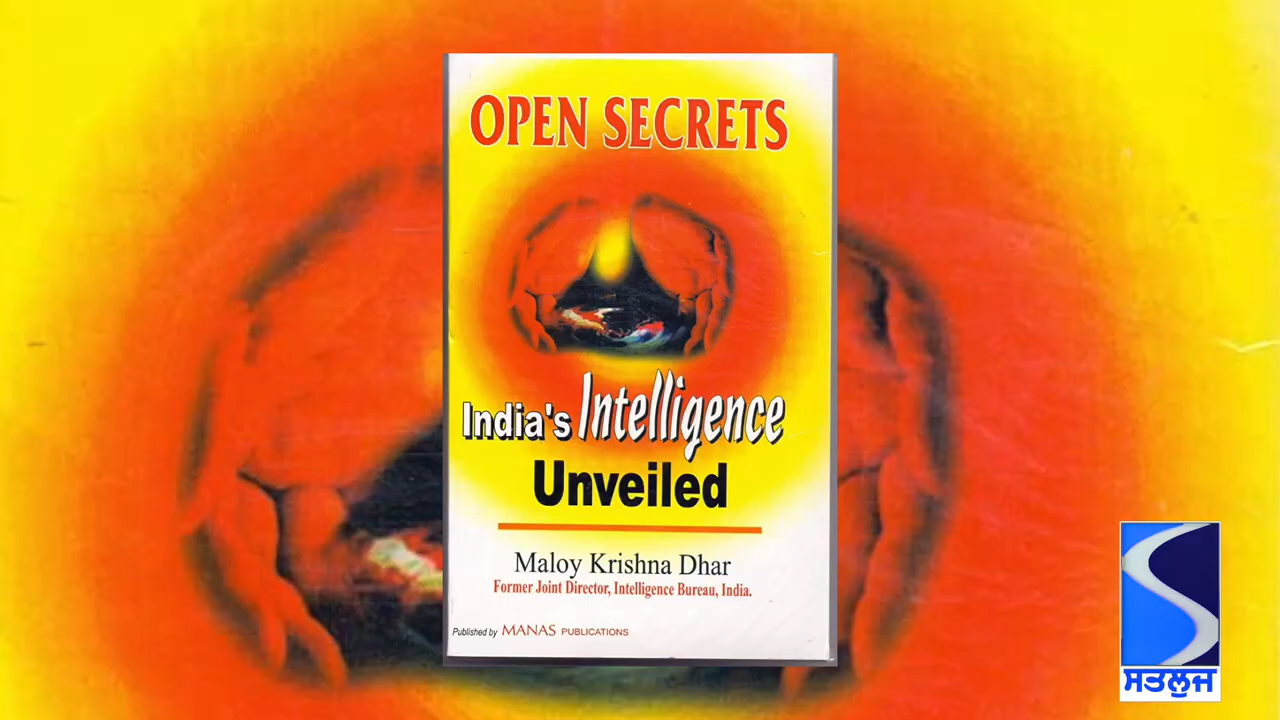 OPEN SECRETS
India's Intelligence
Unveiled
Maloy Krishna Dhar
Former Joint Director, Intelligence Bureau, India.
Published by MANAS PUBLICATIONS
ਸਤਲੁਜ